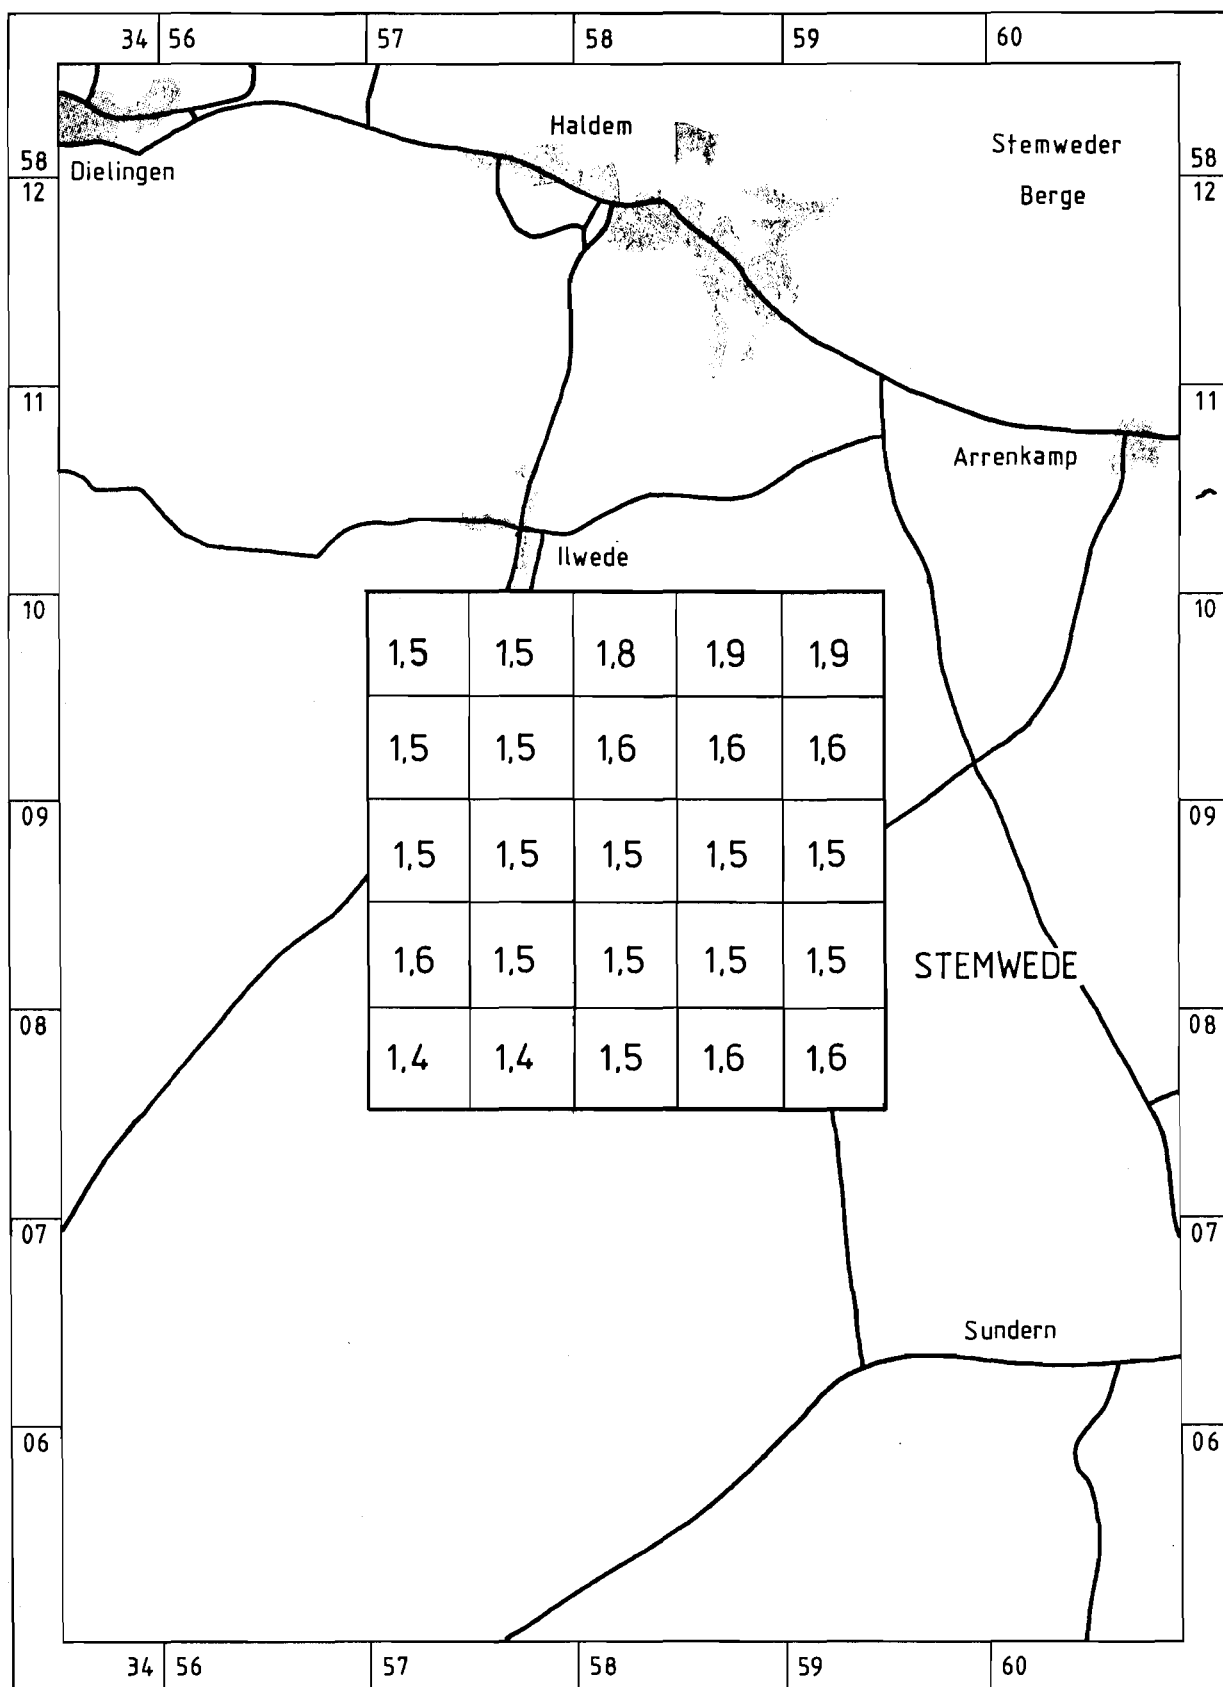 34 56 57 58 59 60
Haldem
Stemweder
Berge
58
12
Dielingen
58
12
11
11
Arrenkamp
Ilwede
10
10
1,5 1,5 1,8 1,9 1,9
1,5 1,5 1,6 1,6 1,6
09
09
1,5 1,5 1,5 1,5 1,5
1,6 1,5 1,5 1,5 1,5
STEMWEDE
08
08
1,4 1,4 1,5 1,6 1,6
07
07
Sundern
06
06
34 56 57 58 59 60